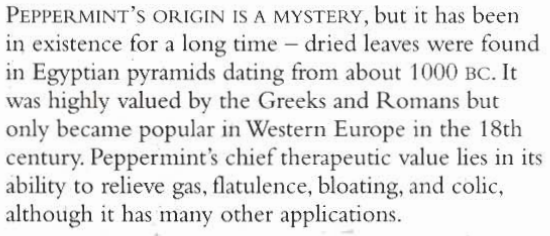 PEPPERMINT'S ORIGIN IS A MYSTERY, but it has been
in existence for a long time – dried leaves were found
in Egyptian pyramids dating from about 1000 BC. It
was highly valued by the Greeks and Romans but
only became popular in Western Europe in the 18th
century. Peppermint's chief therapeutic value lies in its
ability to relieve gas, flatulence, bloating, and colic,
although it has many other applications.